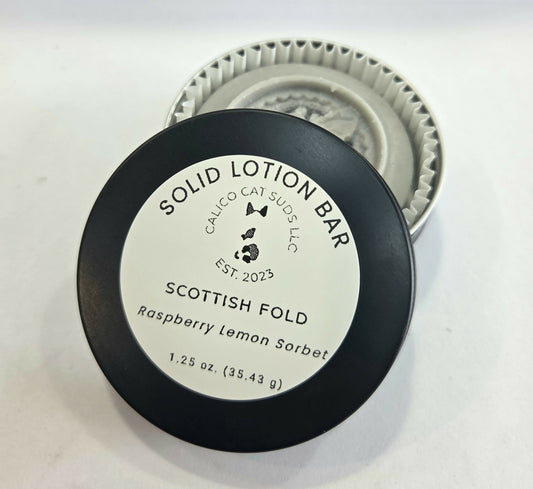 SOLID LOTION BAR
CALICO CAT SUDS LLC
EST. 2023
SCOTTISH FOLD
Raspberry Lemon Sorbet
1.25 oz. (35.43 g)